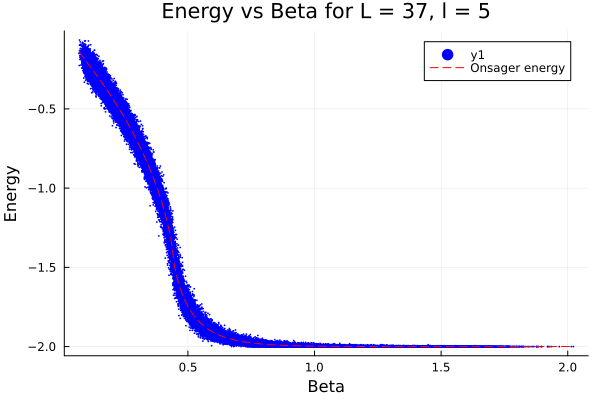 Energy vs Beta for L = 37, l = 5
y1
Onsager energy
Energy
−0.5
−1.0
−1.5
−2.0
0.5
1.0
1.5
2.0
Beta